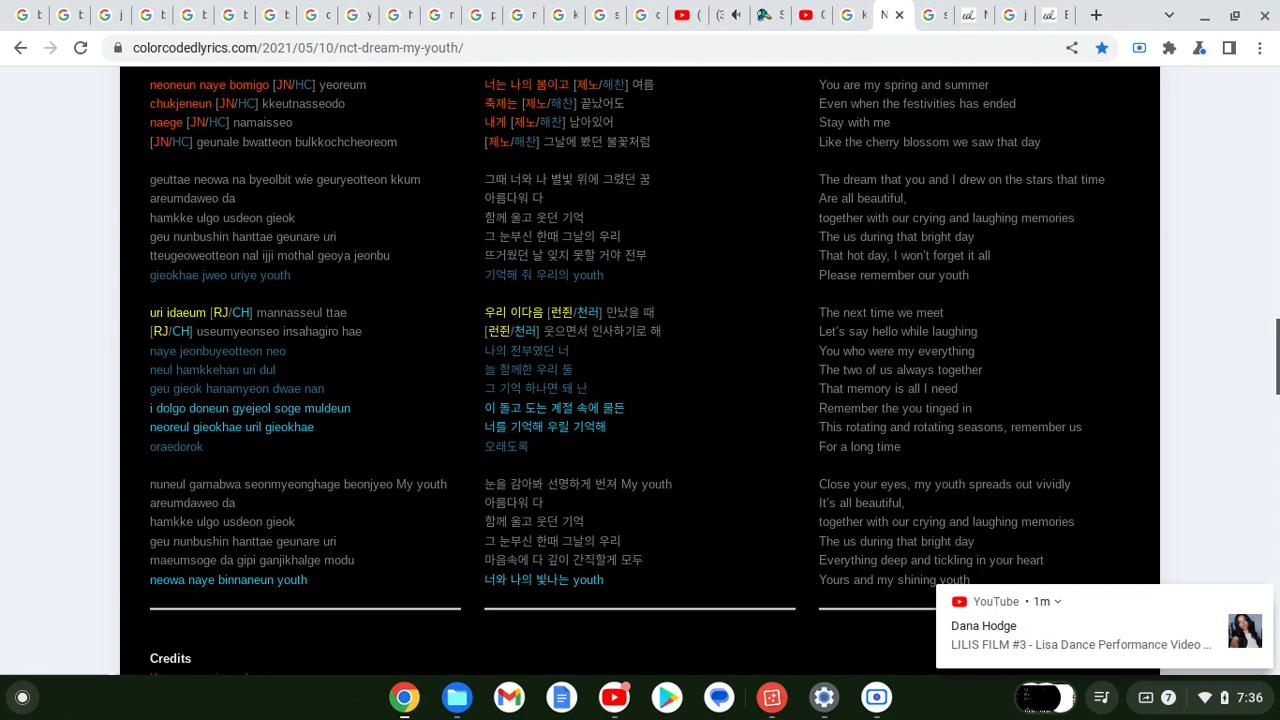 colorcodedlyrics.com/2021/05/10/nct-dream-my-youth/
neoneun naye bomigo [JN/HC] yeoreum
chukjeneun [JN/HC] kkeutnasseodo
naege [JN/HC] namaisseo
[JN/HC] geunale bwatteon bulkkochcheoreom
geuttae neowa na byeolbit wie geuryeotteon kkum
areumdaweo da
hamkke ulgo usdeon gieok
geu nunbushin hanttae geunare uri
tteugeoweotteon nal ijji mothal geoya jeonbu
gieokhae jweo uriye youth
uri idaeum [RJ/CH] mannasseul ttae
[RJ/CH] useumyeonseo insahagiro hae
naye jeonbuyeotteon neo
neul hamkkehan uri dul
geu gieok hanamyeon dwae nan
i dolgo doneun gyejeol soge muldeun
neoreul gieokhae uril gieokhae
oraedorok
nuneul gamabwa seonmyeonghage beonjyeo My youth
areumdaweo da
hamkke ulgo usdeon gieok
geu nunbushin hanttae geunare uri
maeumsoge da gipi ganjikhalge modu
neowa naye binnaneun youth
너는 나의 봄이고 [제노/해찬] 여름
축제는 [제노/해찬] 끝났어도
내게 [제노/해찬] 남아있어
[제노/해찬] 그날에 봤던 불꽃처럼
그때 너와 나 별빛 위에 그렸던 꿈
아름다워 다
함께 울고 웃던 기억
그 눈부신 한때 그날의 우리
뜨거웠던 날 잊지 못할 거야 전부
기억해 줘 우리의 youth
우리 이다음 [런쥔/천러] 만났을 때
[런쥔/천러] 웃으면서 인사하기로 해
나의 전부였던 너
늘 함께한 우리 둘
그 기억 하나면 돼 난
이 돌고 도는 계절 속에 물든
너를 기억해 우릴 기억해
오래도록
눈을 감아봐 선명하게 번져 My youth
아름다워 다
함께 울고 웃던 기억
그 눈부신 한때 그날의 우리
마음속에 다 깊이 간직할게 모두
너와 나의 빛나는 youth
You are my spring and summer
Even when the festivities has ended
Stay with me
Like the cherry blossom we saw that day
The dream that you and I drew on the stars that time
Are all beautiful,
together with our crying and laughing memories
The us during that bright day
That hot day, I won't forget it all
Please remember our youth
The next time we meet
Let's say hello while laughing
You who were my everything
The two of us always together
That memory is all I need
Remember the you tinged in
This rotating and rotating seasons, remember us
For a long time
Close your eyes, my youth spreads out vividly
It's all beautiful,
together with our crying and laughing memories
The us during that bright day
Everything deep and tickling in your heart
Yours and my shining youth
Credits
YouTube • 1m
Dana Hodge
LILIS FILM #3 - Lisa Dance Performance Video ...
7
7:36